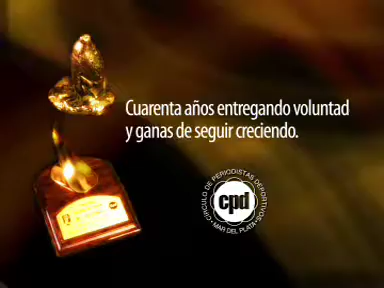 Cuarenta años entregando voluntad
y ganas de seguir creciendo.
CÍRCULO DE PERIODISTAS DEPORTIVOS
cpd
• MAR DEL PLATA •